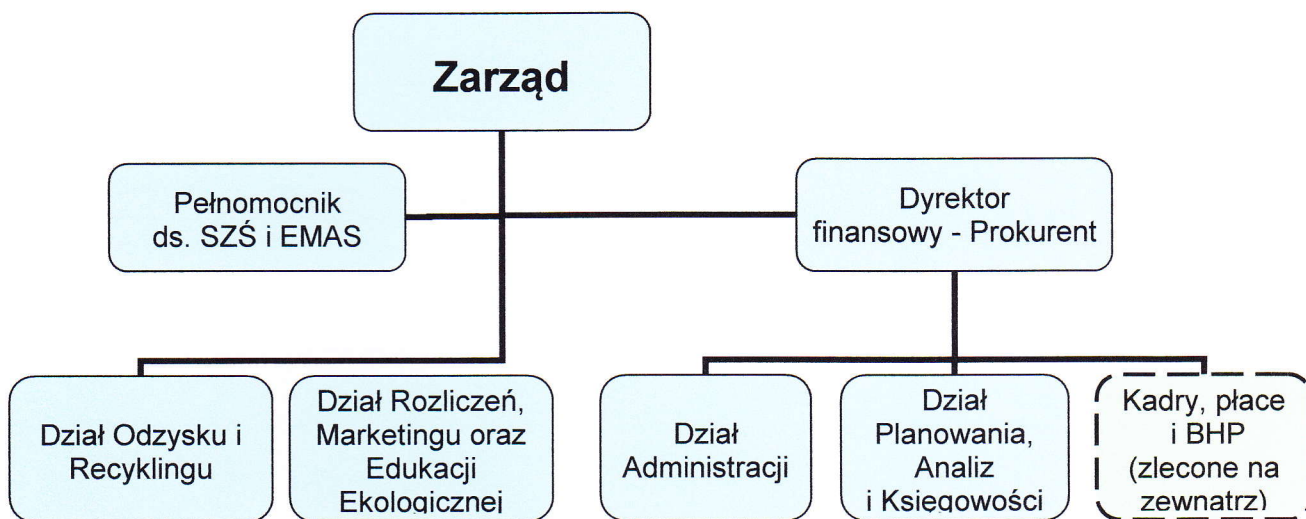 Zarząd
Pełnomocnik
ds. SZŚ i EMAS
Dyrektor
finansowy - Prokurent
Dział Odzysku i
Recyklingu
Dział Rozliczeń,
Marketingu oraz
Edukacji
Ekologicznej
Dział
Administracji
Dział
Planowania,
Analiz
i Księgowości
Kadry, płace
i BHP
(zlecone na
zewnatrz)